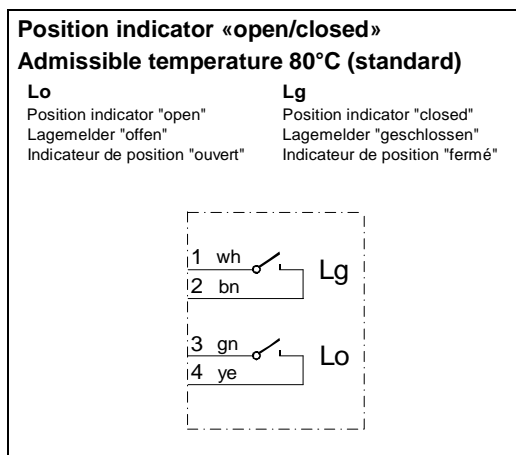 Position indicator «open/closed»
Admissible temperature 80°C (standard)
Lo
Position indicator "open"
Lagemelder "offen"
Indicateur de position "ouvert"
Lg
Position indicator "closed"
Lagemelder "geschlossen"
Indicateur de position "fermé"
1 wh
2 bn
Lg
3 gn
4 ye
Lo